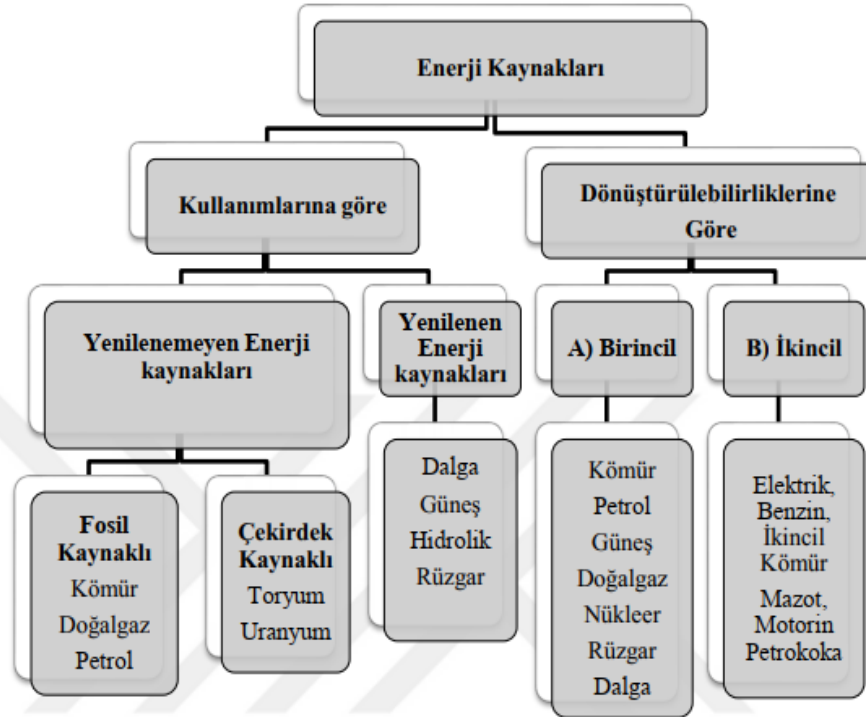 Enerji Kaynakları
Kullanımlarına göre
Dönüştürülebilirliklerine
Göre
Yenilenemeyen Enerji
kaynakları
Yenilenen
Enerji
kaynakları
A) Birincil
B) İkincil
Fosil
Kaynaklı
Kömür
Doğalgaz
Petrol
Çekirdek
Kaynaklı
Toryum
Uranyum
Dalga
Güneş
Hidrolik
Rüzgar
Kömür
Petrol
Güneş
Doğalgaz
Nükleer
Rüzgar
Dalga
Elektrik,
Benzin,
İkincil
Kömür
Mazot,
Motorin
Petrokoka